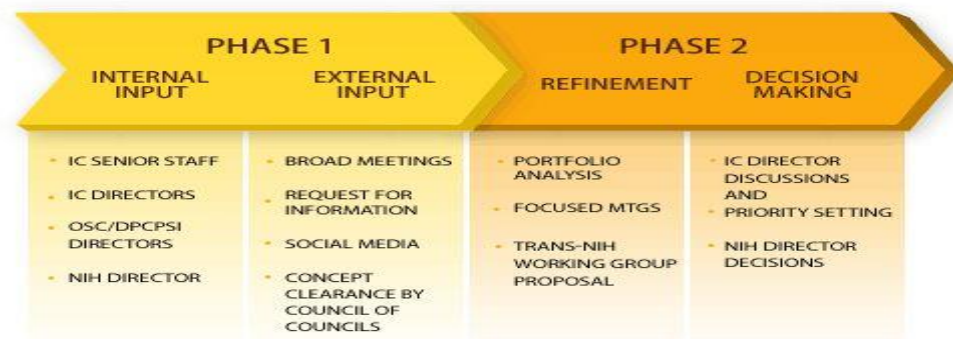 PHASE 1
INTERNAL
INPUT
EXTERNAL
INPUT
PHASE 2
REFINEMENT
DECISION
MAKING
• IC SENIOR STAFF
• IC DIRECTORS
• OSC/DPCPSI
DIRECTORS
• NIH DIRECTOR
• BROAD MEETINGS
• REQUEST FOR
INFORMATION
• SOCIAL MEDIA
• CONCEPT
CLEARANCE BY
COUNCIL OF
COUNCILS
• PORTFOLIO
ANALYSIS
• FOCUSED MTGS
• TRANS-NIH
WORKING GROUP
PROPOSAL
• IC DIRECTOR
DISCUSSIONS
AND
• PRIORITY SETTING
• NIH DIRECTOR
DECISIONS